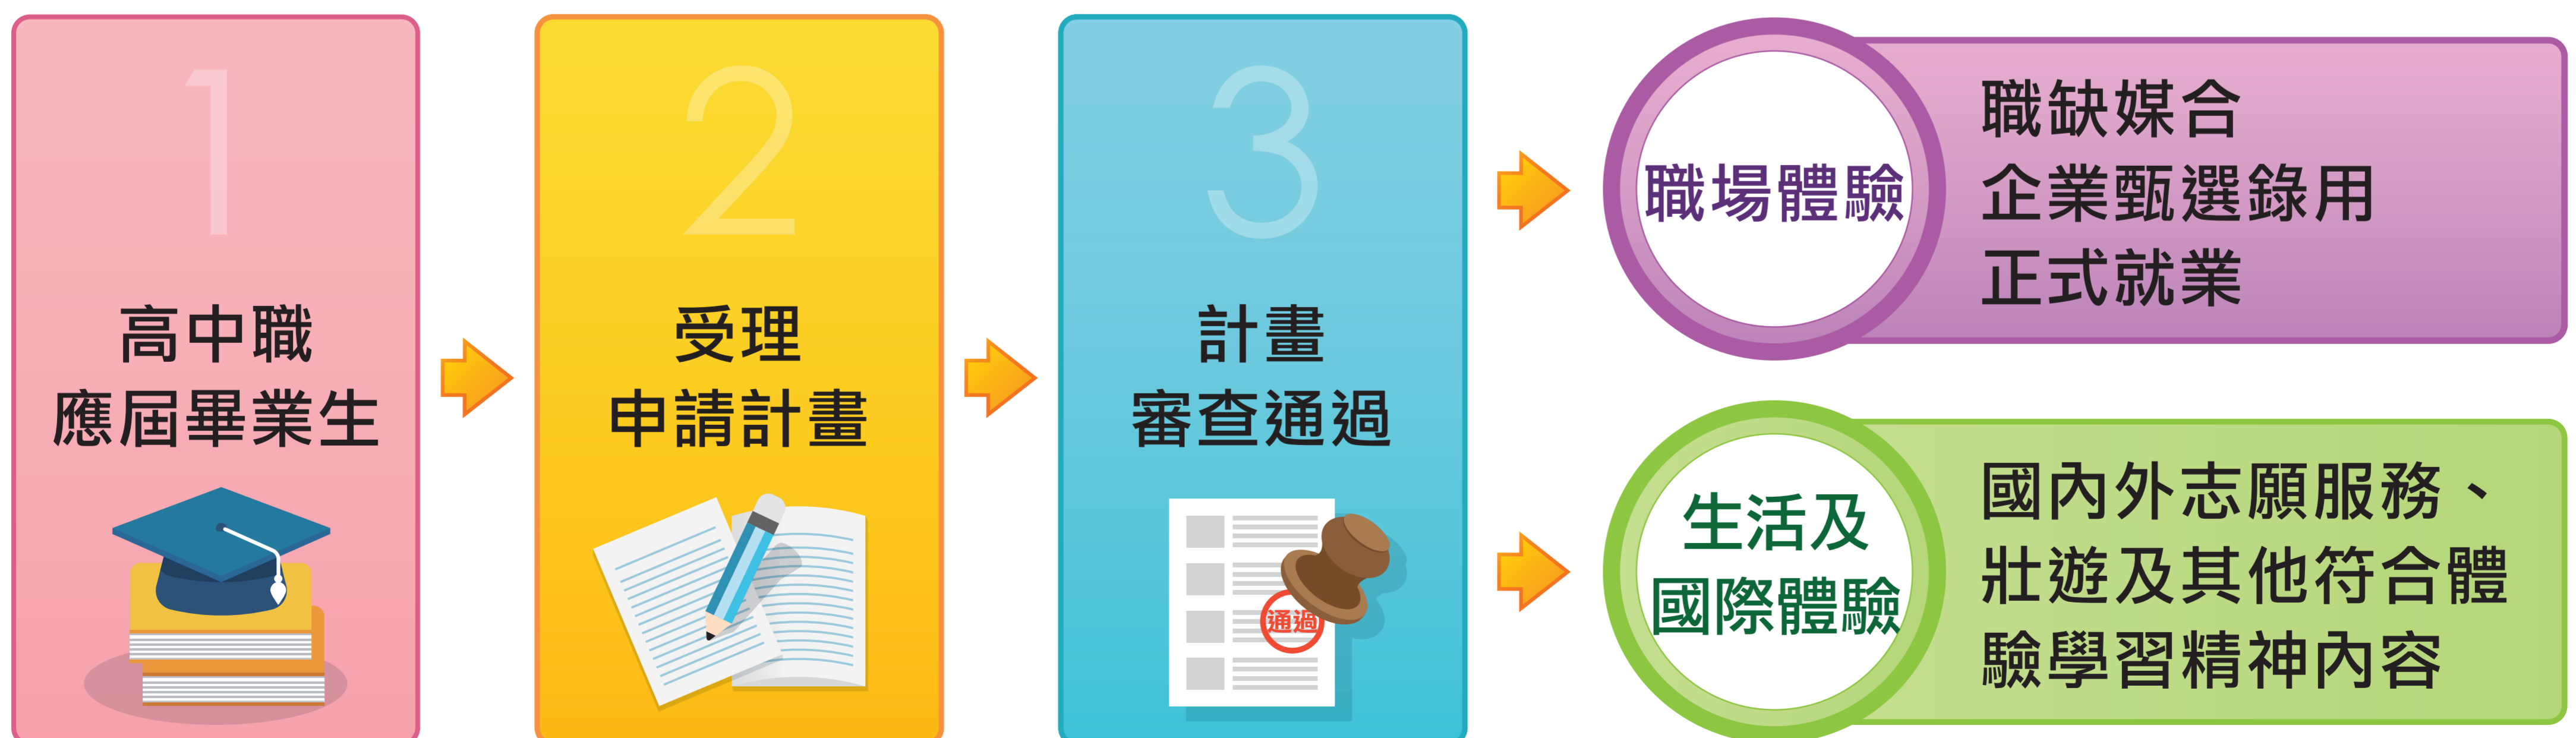 1
高中職
應屆畢業生
2
受理
申請計畫
3
計畫
審查通過
通過
職場體驗
職缺媒合
企業甄選錄用
正式就業
生活及
國際體驗
國內外志願服務、
壯遊及其他符合體
驗學習精神內容